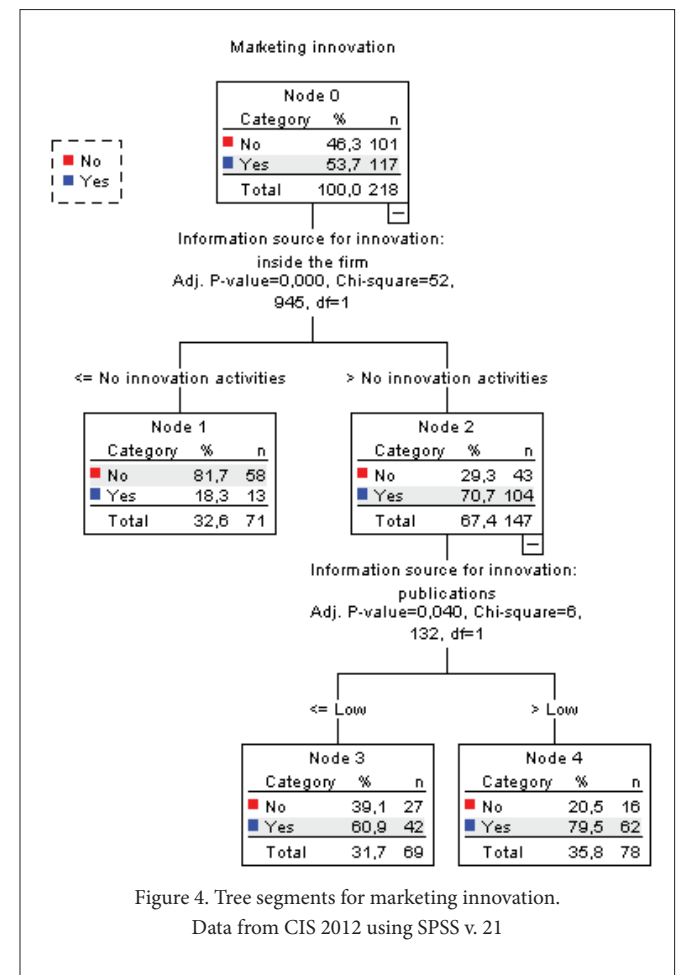 Marketing innovation
No
Yes
Node 0
Category % n
No 46,3 101
Yes 53,7 117
Total 100,0 218
Information source for innovation:
inside the firm
Adj. P-value=0,000, Chi-square=52,
945, df=1
<= No innovation activities
> No innovation activities
Node 1
Category % n
No 81,7 58
Yes 18,3 13
Total 32,6 71
Node 2
Category % n
No 29,3 43
Yes 70,7 104
Total 67,4 147
Information source for innovation:
publications
Adj. P-value=0,040, Chi-square=6,
132, df=1
<= Low
> Low
Node 3
Category % n
No 39,1 27
Yes 60,9 42
Total 31,7 69
Node 4
Category % n
No 20,5 16
Yes 79,5 62
Total 35,8 78
Figure 4. Tree segments for marketing innovation.
Data from CIS 2012 using SPSS v. 21